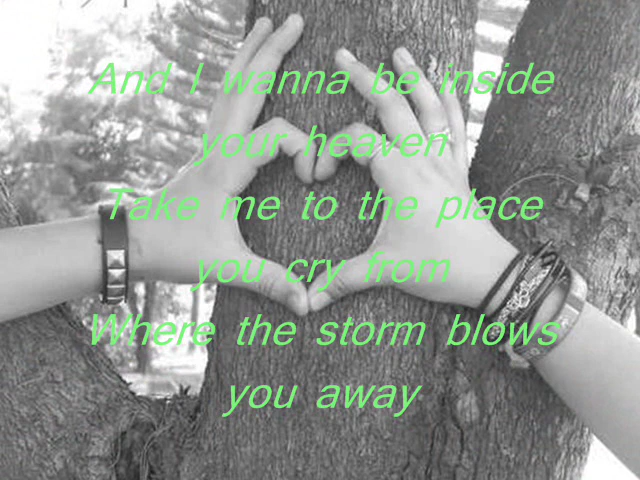 And I wanna be inside
your heaven
Take me to the place
you cry from
Where the storm blows
you away